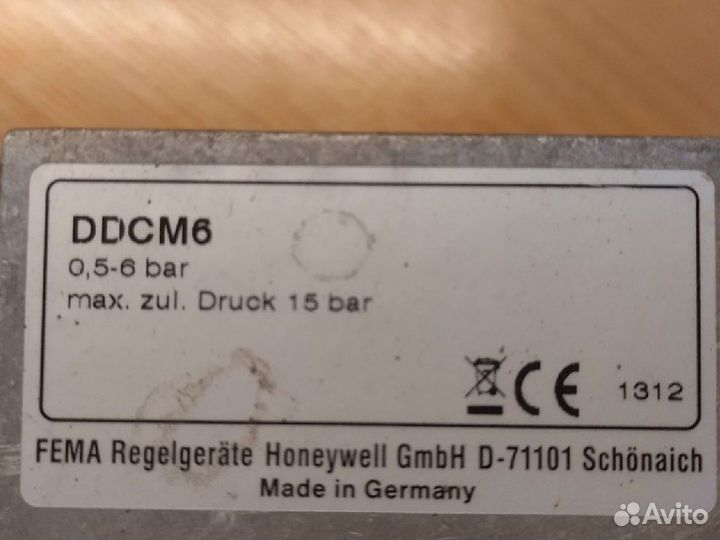 DDCM6
0,5-6 bar
max. zul. Druck 15 bar
CE 1312
FEMA Regelgeräte Honeywell GmbH D-71101 Schönaich
Made in Germany
Avito